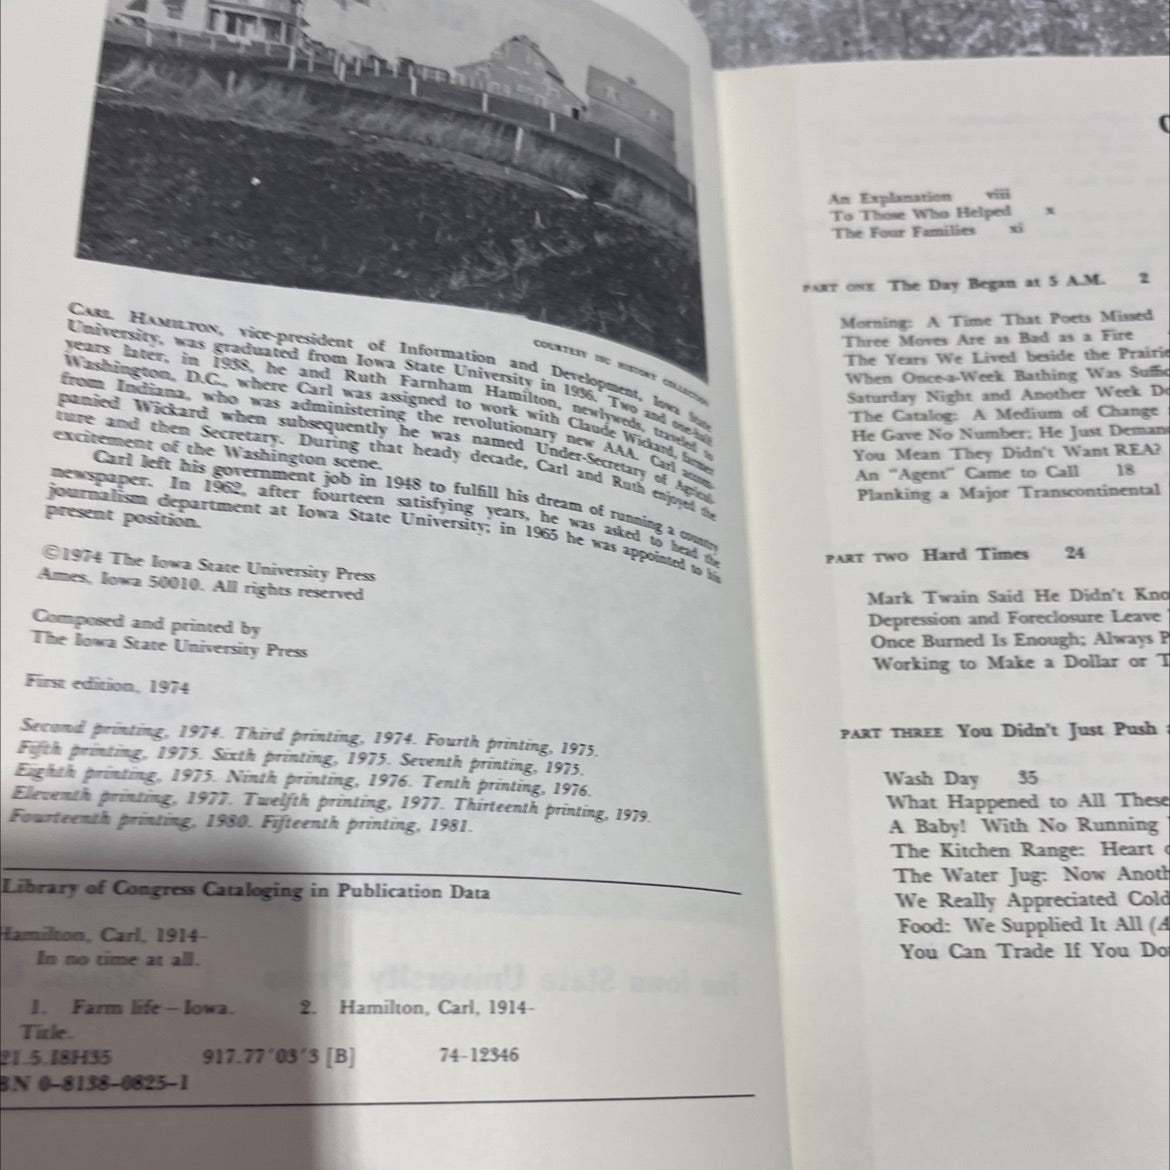 COURTESY ISU HISTORY COLLECTION
CARL HAMILTON, vice-president of Information and Development, Iowa State
University, was graduated from Iowa State University in 1936. Two and one-half
years later, in 1938, he and Ruth Farnham Hamilton, newlyweds, traveled to
Washington, D.C., where Carl was assigned to work with Claude Wickard, farmer
from Indiana, who was administering the revolutionary new AAA. Carl accom-
panied Wickard when subsequently he was named Under-Secretary of Agricul-
ture and then Secretary. During that heady decade, Carl and Ruth enjoyed the
excitement of the Washington scene.
Carl left his government job in 1948 to fulfill his dream of running a country
newspaper. In 1962, after fourteen satisfying years, he was asked to head the
journalism department at Iowa State University; in 1965 he was appointed to his
present position.
©1974 The Iowa State University Press
Ames, Iowa 50010. All rights reserved
Composed and printed by
The Iowa State University Press
First edition, 1974
Second printing, 1974. Third printing, 1974. Fourth printing, 1975.
Fifth printing, 1975. Sixth printing, 1975. Seventh printing, 1975.
Eighth printing, 1975. Ninth printing, 1976. Tenth printing, 1976.
Eleventh printing, 1977. Twelfth printing, 1977. Thirteenth printing, 1979.
Fourteenth printing, 1980. Fifteenth printing, 1981.
Library of Congress Cataloging in Publication Data
Hamilton, Carl, 1914-
In no time at all.
1. Farm life—Iowa. 2. Hamilton, Carl, 1914-
Title.
21.5.18H35 917.77'03'3 [B] 74-12346
BN 0-8138-0825-1
An Explanation viii
To Those Who Helped x
The Four Families xi
PART ONE The Day Began at 5 A.M. 2
Morning: A Time That Poets Missed
Three Moves Are as Bad as a Fire
The Years We Lived beside the Prairie
When Once-a-Week Bathing Was Suffic
Saturday Night and Another Week D
The Catalog: A Medium of Change
He Gave No Number; He Just Deman
You Mean They Didn't Want REA?
An "Agent" Came to Call 18
Planking a Major Transcontinental
PART TWO Hard Times 24
Mark Twain Said He Didn't Kno
Depression and Foreclosure Leave
Once Burned Is Enough; Always P
Working to Make a Dollar or T
PART THREE You Didn't Just Push
Wash Day 35
What Happened to All These
A Baby! With No Running
The Kitchen Range: Heart
The Water Jug: Now Anoth
We Really Appreciated Cold
Food: We Supplied It All (A
You Can Trade If You Do